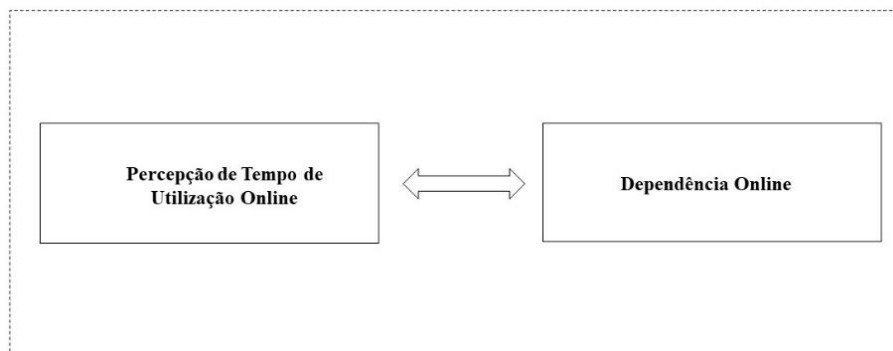 Percepção de Tempo de
Utilização Online
Dependência Online